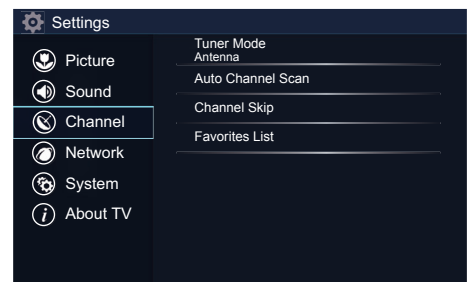 Settings
Picture
Sound
Channel
Network
System
About TV
Tuner Mode
Antenna
Auto Channel Scan
Channel Skip
Favorites List